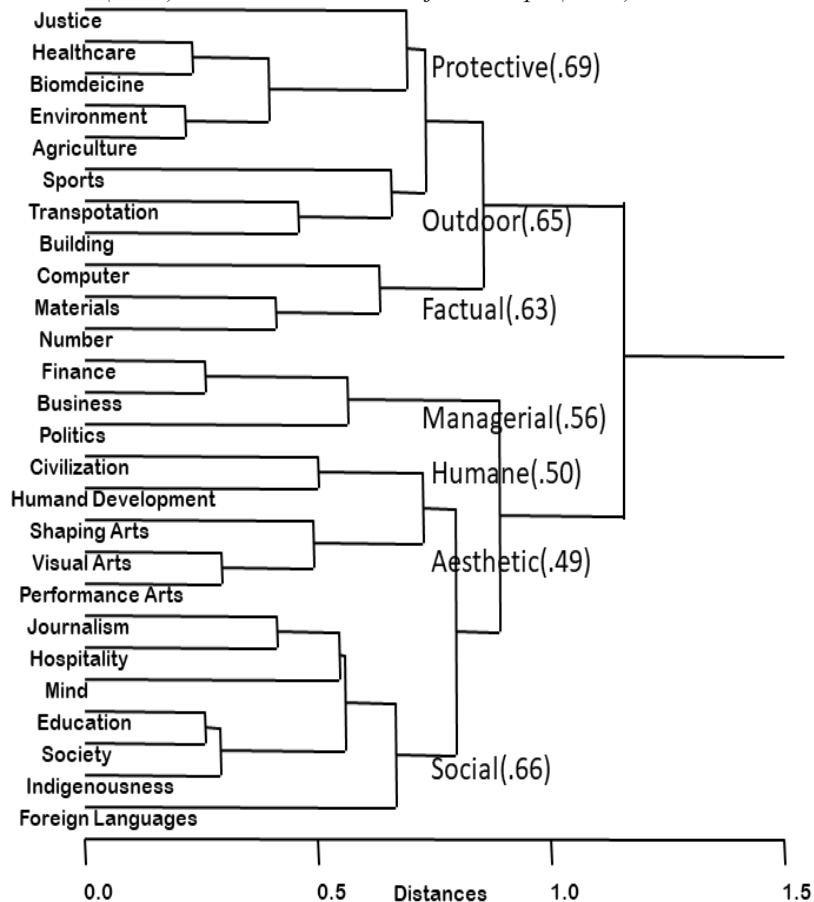 Justice
Healthcare
Protective(.69)
Biomdeicine
Environment
Agriculture
Sports
Transpotation
Outdoor(.65)
Building
Computer
Materials
Factual(.63)
Number
Finance
Business
Managerial(.56)
Politics
Civilization
Humane(.50)
Humand Development
Shaping Arts
Visual Arts
Aesthetic(.49)
Performance Arts
Journalism
Hospitality
Mind
Education
Society
Social(.66)
Indigenousness
Foreign Languages
0.0 0.5 Distances 1.0 1.5